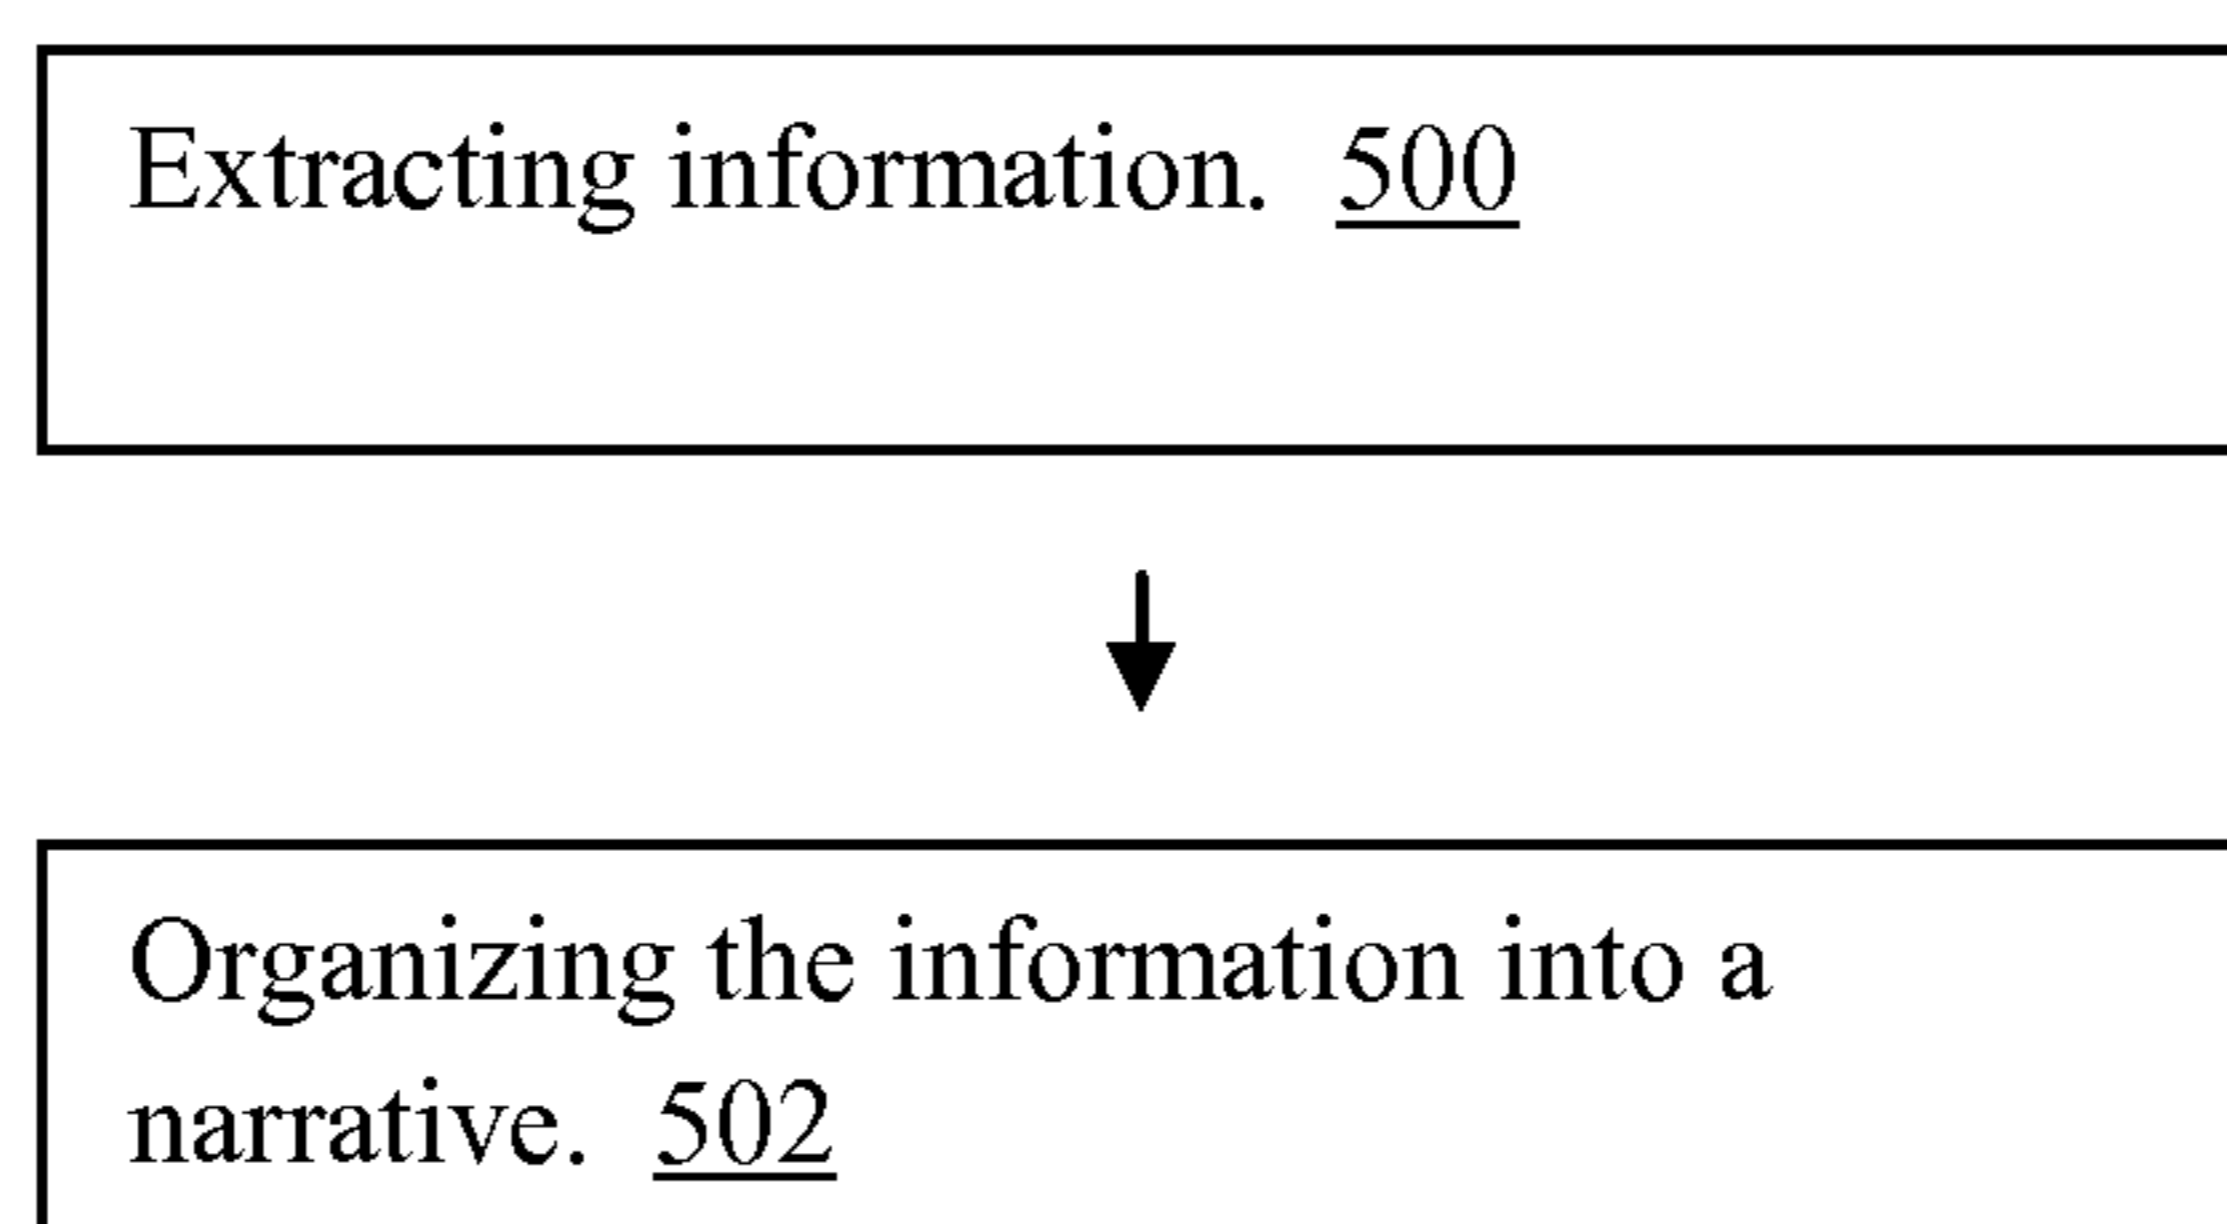 Extracting information. 500
Organizing the information into a
narrative. 502